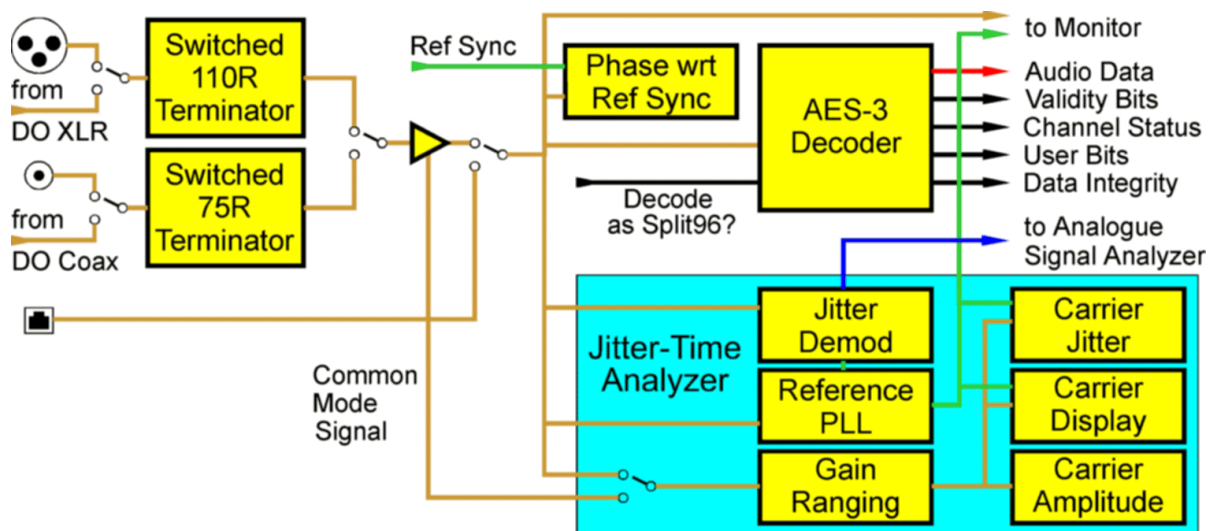 from
DO XLR
Switched
110R
Terminator
from
DO Coax
Switched
75R
Terminator
Common
Mode
Signal
Ref Sync
Phase wrt
Ref Sync
Decode
as Split96?
AES-3
Decoder
to Monitor
Audio Data
Validity Bits
Channel Status
User Bits
Data Integrity
to Analogue
Signal Analyzer
Jitter-Time
Analyzer
Jitter
Demod
Reference
PLL
Gain
Ranging
Carrier
Jitter
Carrier
Display
Carrier
Amplitude